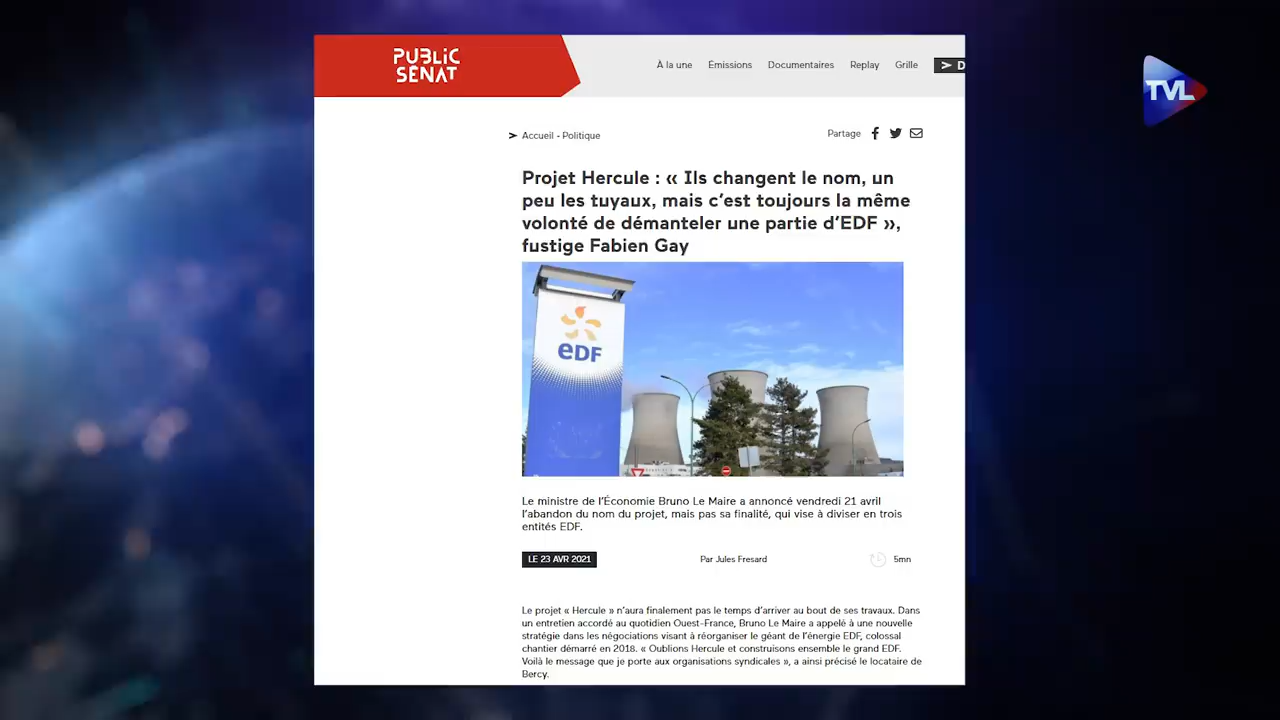 PUBLIC
SÉNAT
À la une Émissions Documentaires Replay Grille ➤ D
TVL
➤ Accueil - Politique
Partage
Projet Hercule : « Ils changent le nom, un
peu les tuyaux, mais c’est toujours la même
volonté de démanteler une partie d’EDF »,
fustige Fabien Gay
eDF
Le ministre de l’Économie Bruno Le Maire a annoncé vendredi 21 avril
l’abandon du nom du projet, mais pas sa finalité, qui vise à diviser en trois
entités EDF.
LE 23 AVR 2021 Par Jules Fresard 5mn
Le projet « Hercule » n’aura finalement pas le temps d’arriver au bout de ses travaux. Dans
un entretien accordé au quotidien Ouest-France, Bruno Le Maire a appelé à une nouvelle
stratégie dans les négociations visant à réorganiser le géant de l’énergie EDF, colossal
chantier démarré en 2018. « Oublions Hercule et construisons ensemble le grand EDF.
Voilà le message que je porte aux organisations syndicales », a ainsi précisé le locataire de
Bercy.